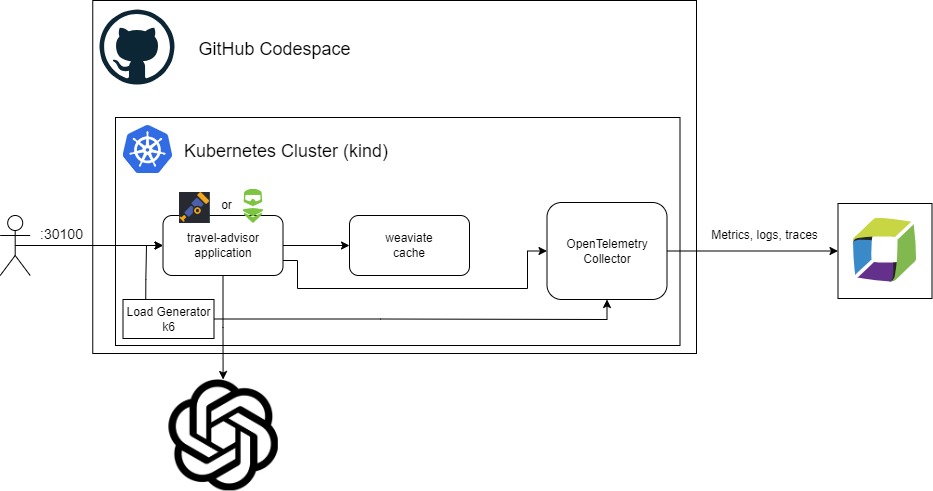 GitHub Codespace
Kubernetes Cluster (kind)
or
:30100
travel-advisor
application
weaviate
cache
OpenTelemetry
Collector
Metrics, logs, traces
Load Generator
k6